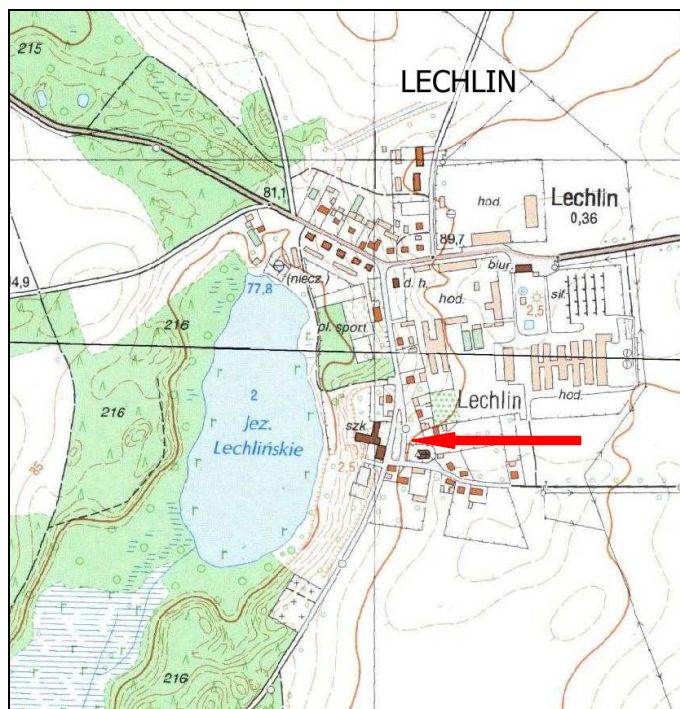 215
LECHLIN
81,1
Lechlin
0,36
hod.
89,7
biur.
(niecz.)
d. h.
hod.
sil.
2,5
4,9
77,8
216
pl. sport.
2
jez.
Lechlińskie
216
Lechlin
hod.
szk.
2,5
85
216